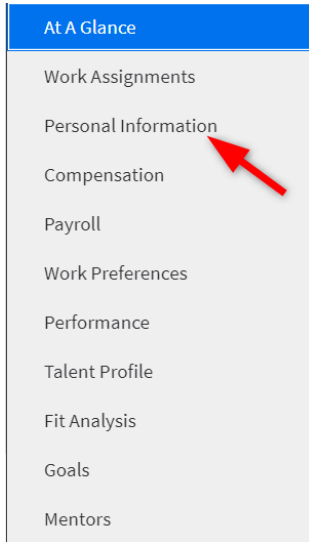 At A Glance
Work Assignments
Personal Information
Compensation
Payroll
Work Preferences
Performance
Talent Profile
Fit Analysis
Goals
Mentors